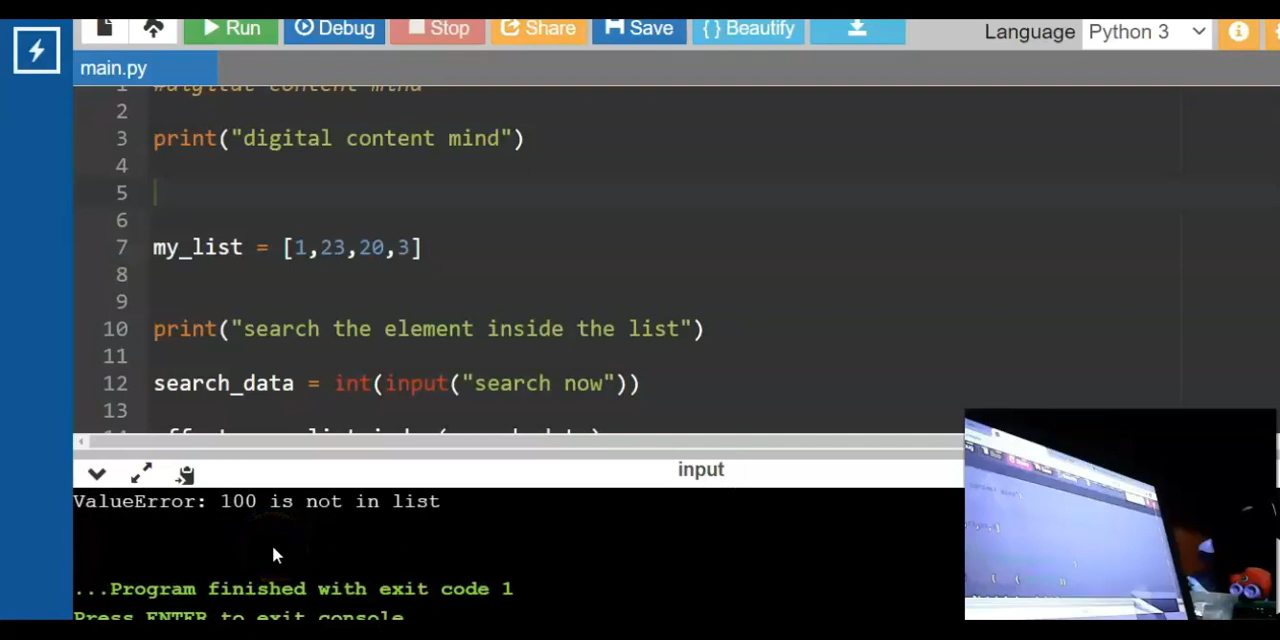 Run Debug Stop Share Save { } Beautify Language Python 3
main.py
1 #digital content mind
2
3 print("digital content mind")
4
5
6
7 my_list = [1,23,20,3]
8
9
10 print("search the element inside the list")
11
12 search_data = int(input("search now"))
13
input
ValueError: 100 is not in list
...Program finished with exit code 1
Press ENTER to exit console